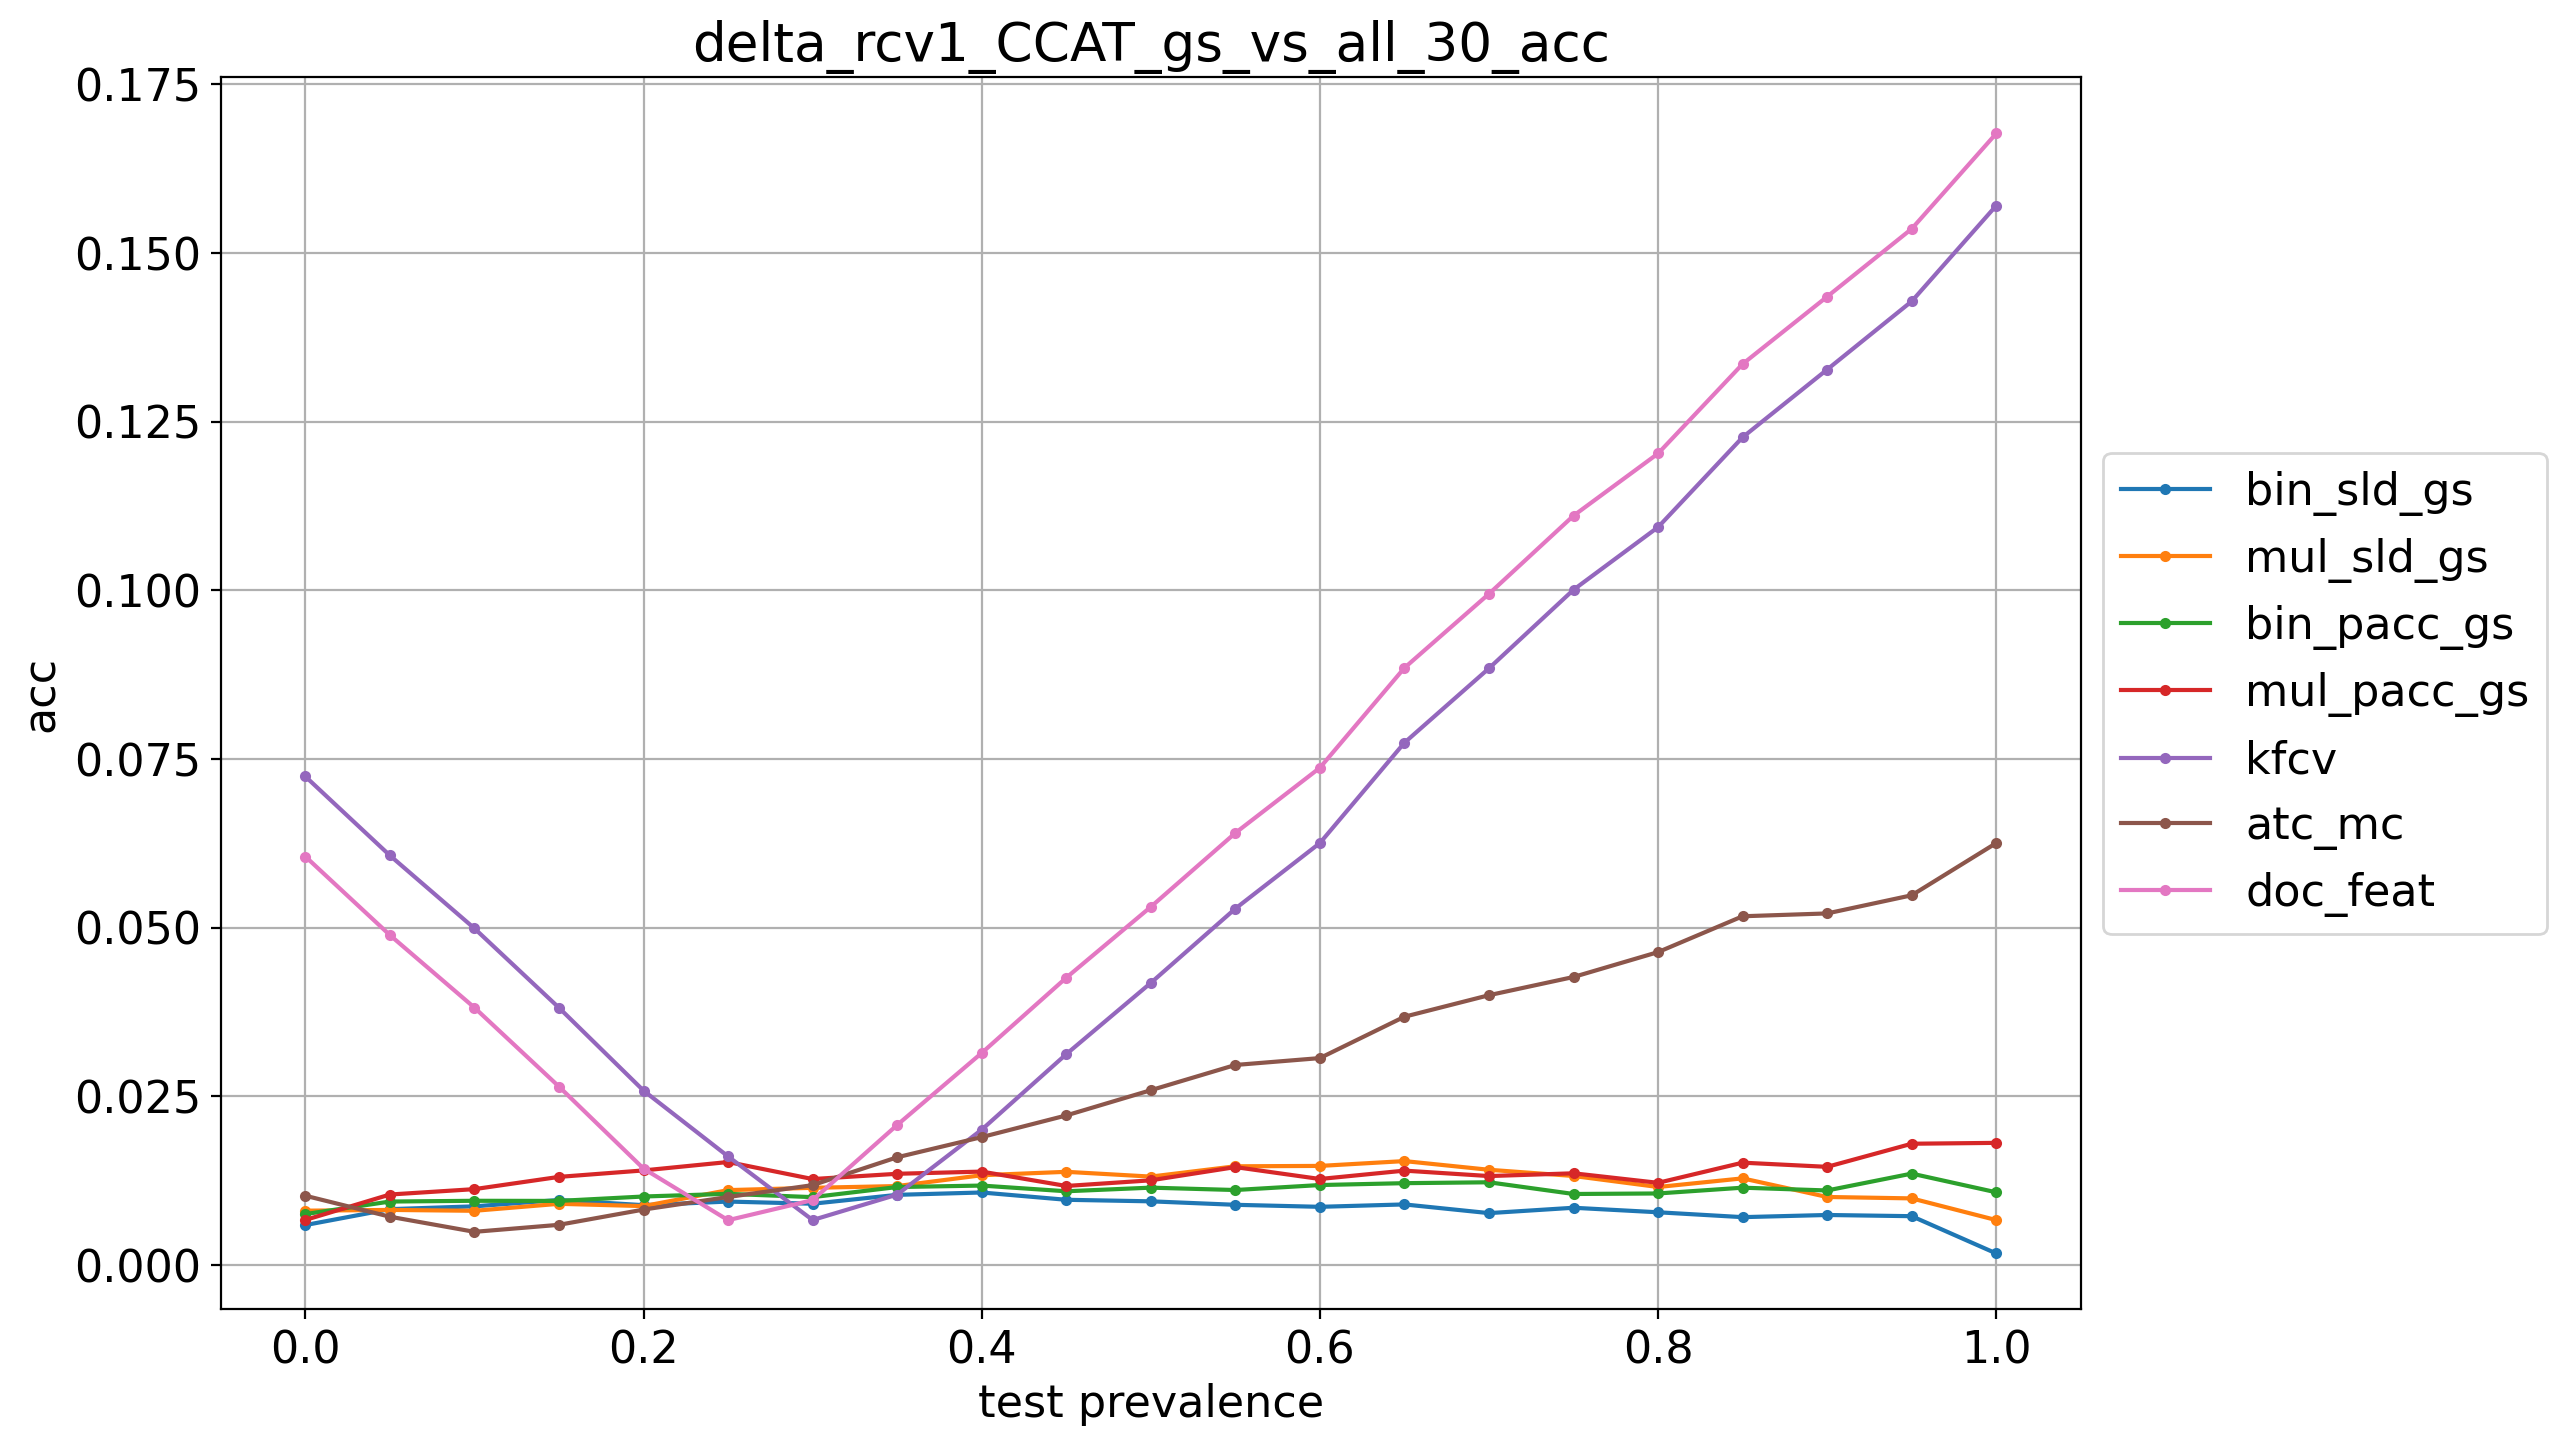 delta_rcv1_CCAT_gs_vs_all_30_acc
0.175
0.150
0.125
0.100
0.075
0.050
0.025
0.000
acc
0.0 0.2 0.4 0.6 0.8 1.0
test prevalence
bin_sld_gs
mul_sld_gs
bin_pacc_gs
mul_pacc_gs
kfcv
atc_mc
doc_feat